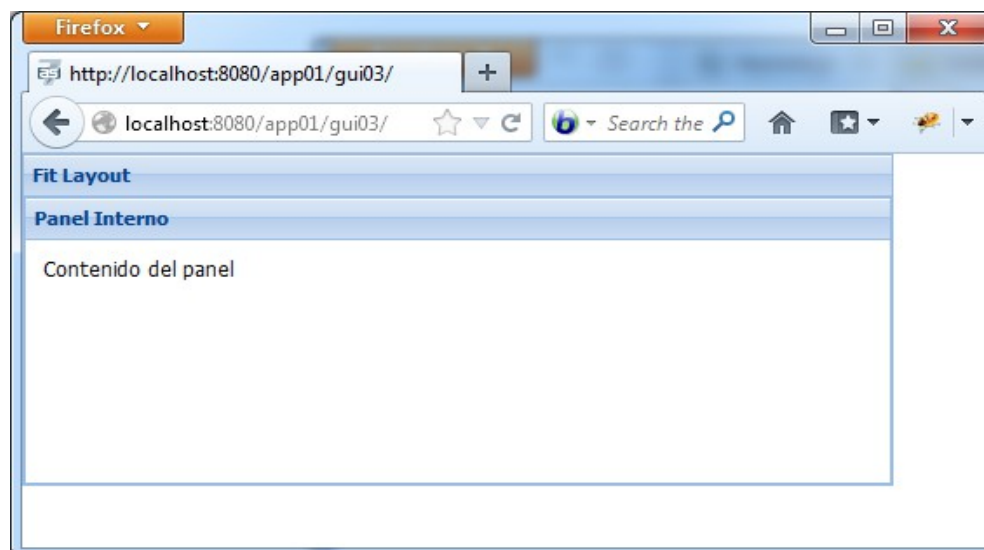 Firefox
http://localhost:8080/app01/gui03/
localhost:8080/app01/gui03/ Search the
Fit Layout
Panel Interno
Contenido del panel